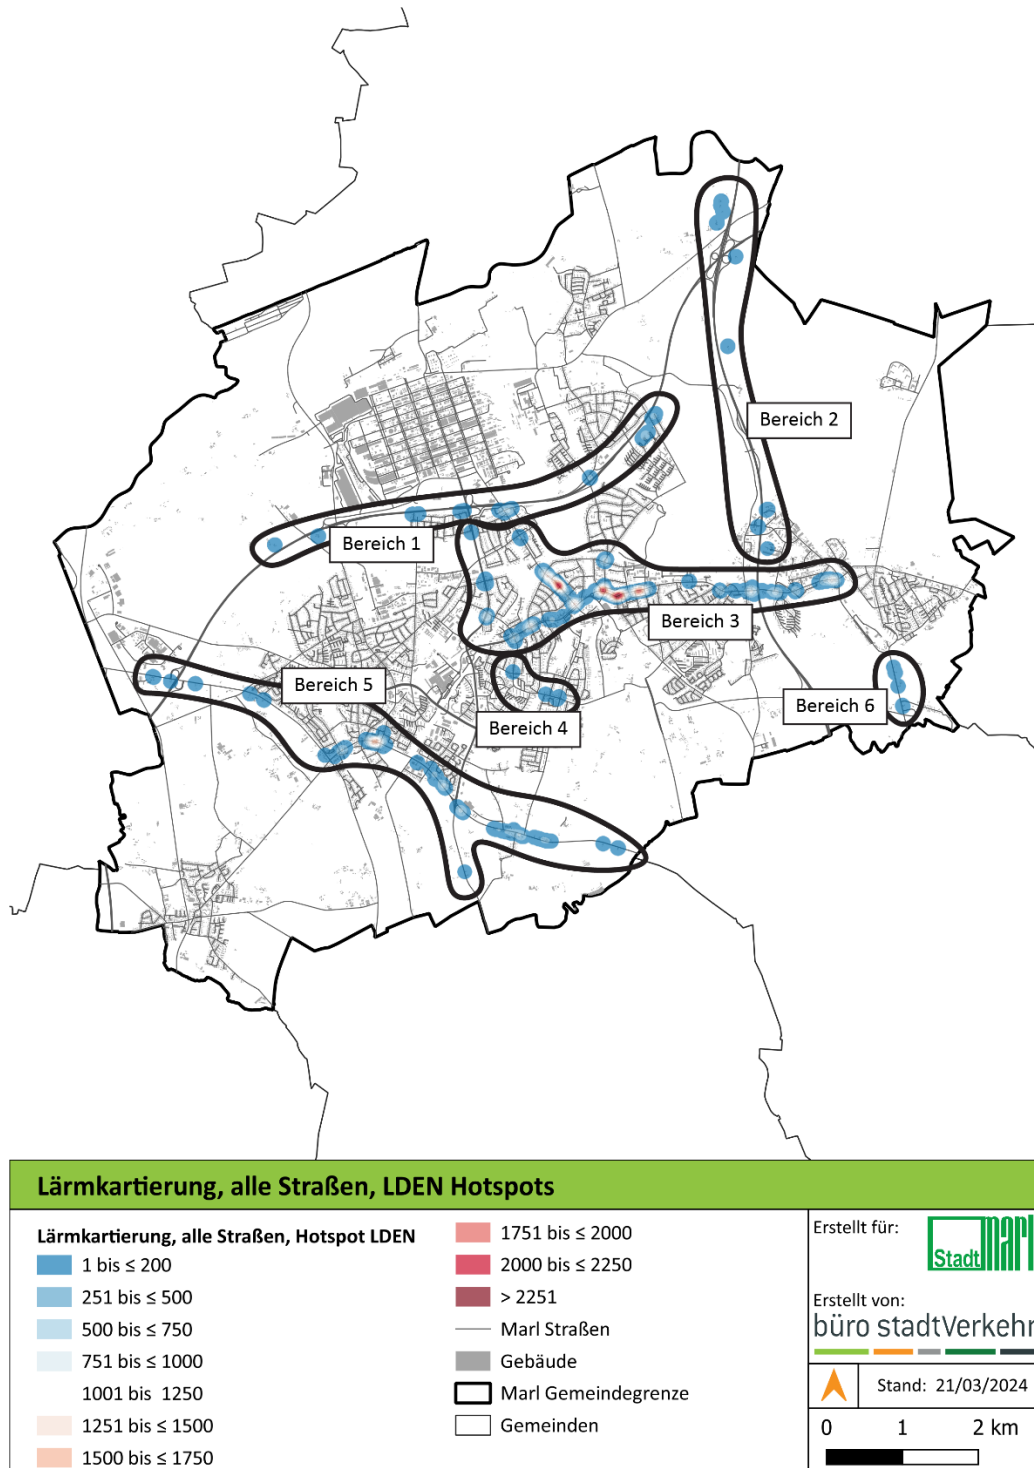 Bereich 2
Bereich 1
Bereich 3
Bereich 5
Bereich 6
Bereich 4
Lärmkartierung, alle Straßen, LDEN Hotspots
Lärmkartierung, alle Straßen, Hotspot LDEN
1 bis ≤ 200
251 bis ≤ 500
500 bis ≤ 750
751 bis ≤ 1000
1001 bis 1250
1251 bis ≤ 1500
1500 bis ≤ 1750
1751 bis ≤ 2000
2000 bis ≤ 2250
> 2251
Marl Straßen
Gebäude
Marl Gemeindegrenze
Gemeinden
Erstellt für:
Stadt marl
Erstellt von:
büro stadtVerkehr
Stand: 21/03/2024
0 1 2 km